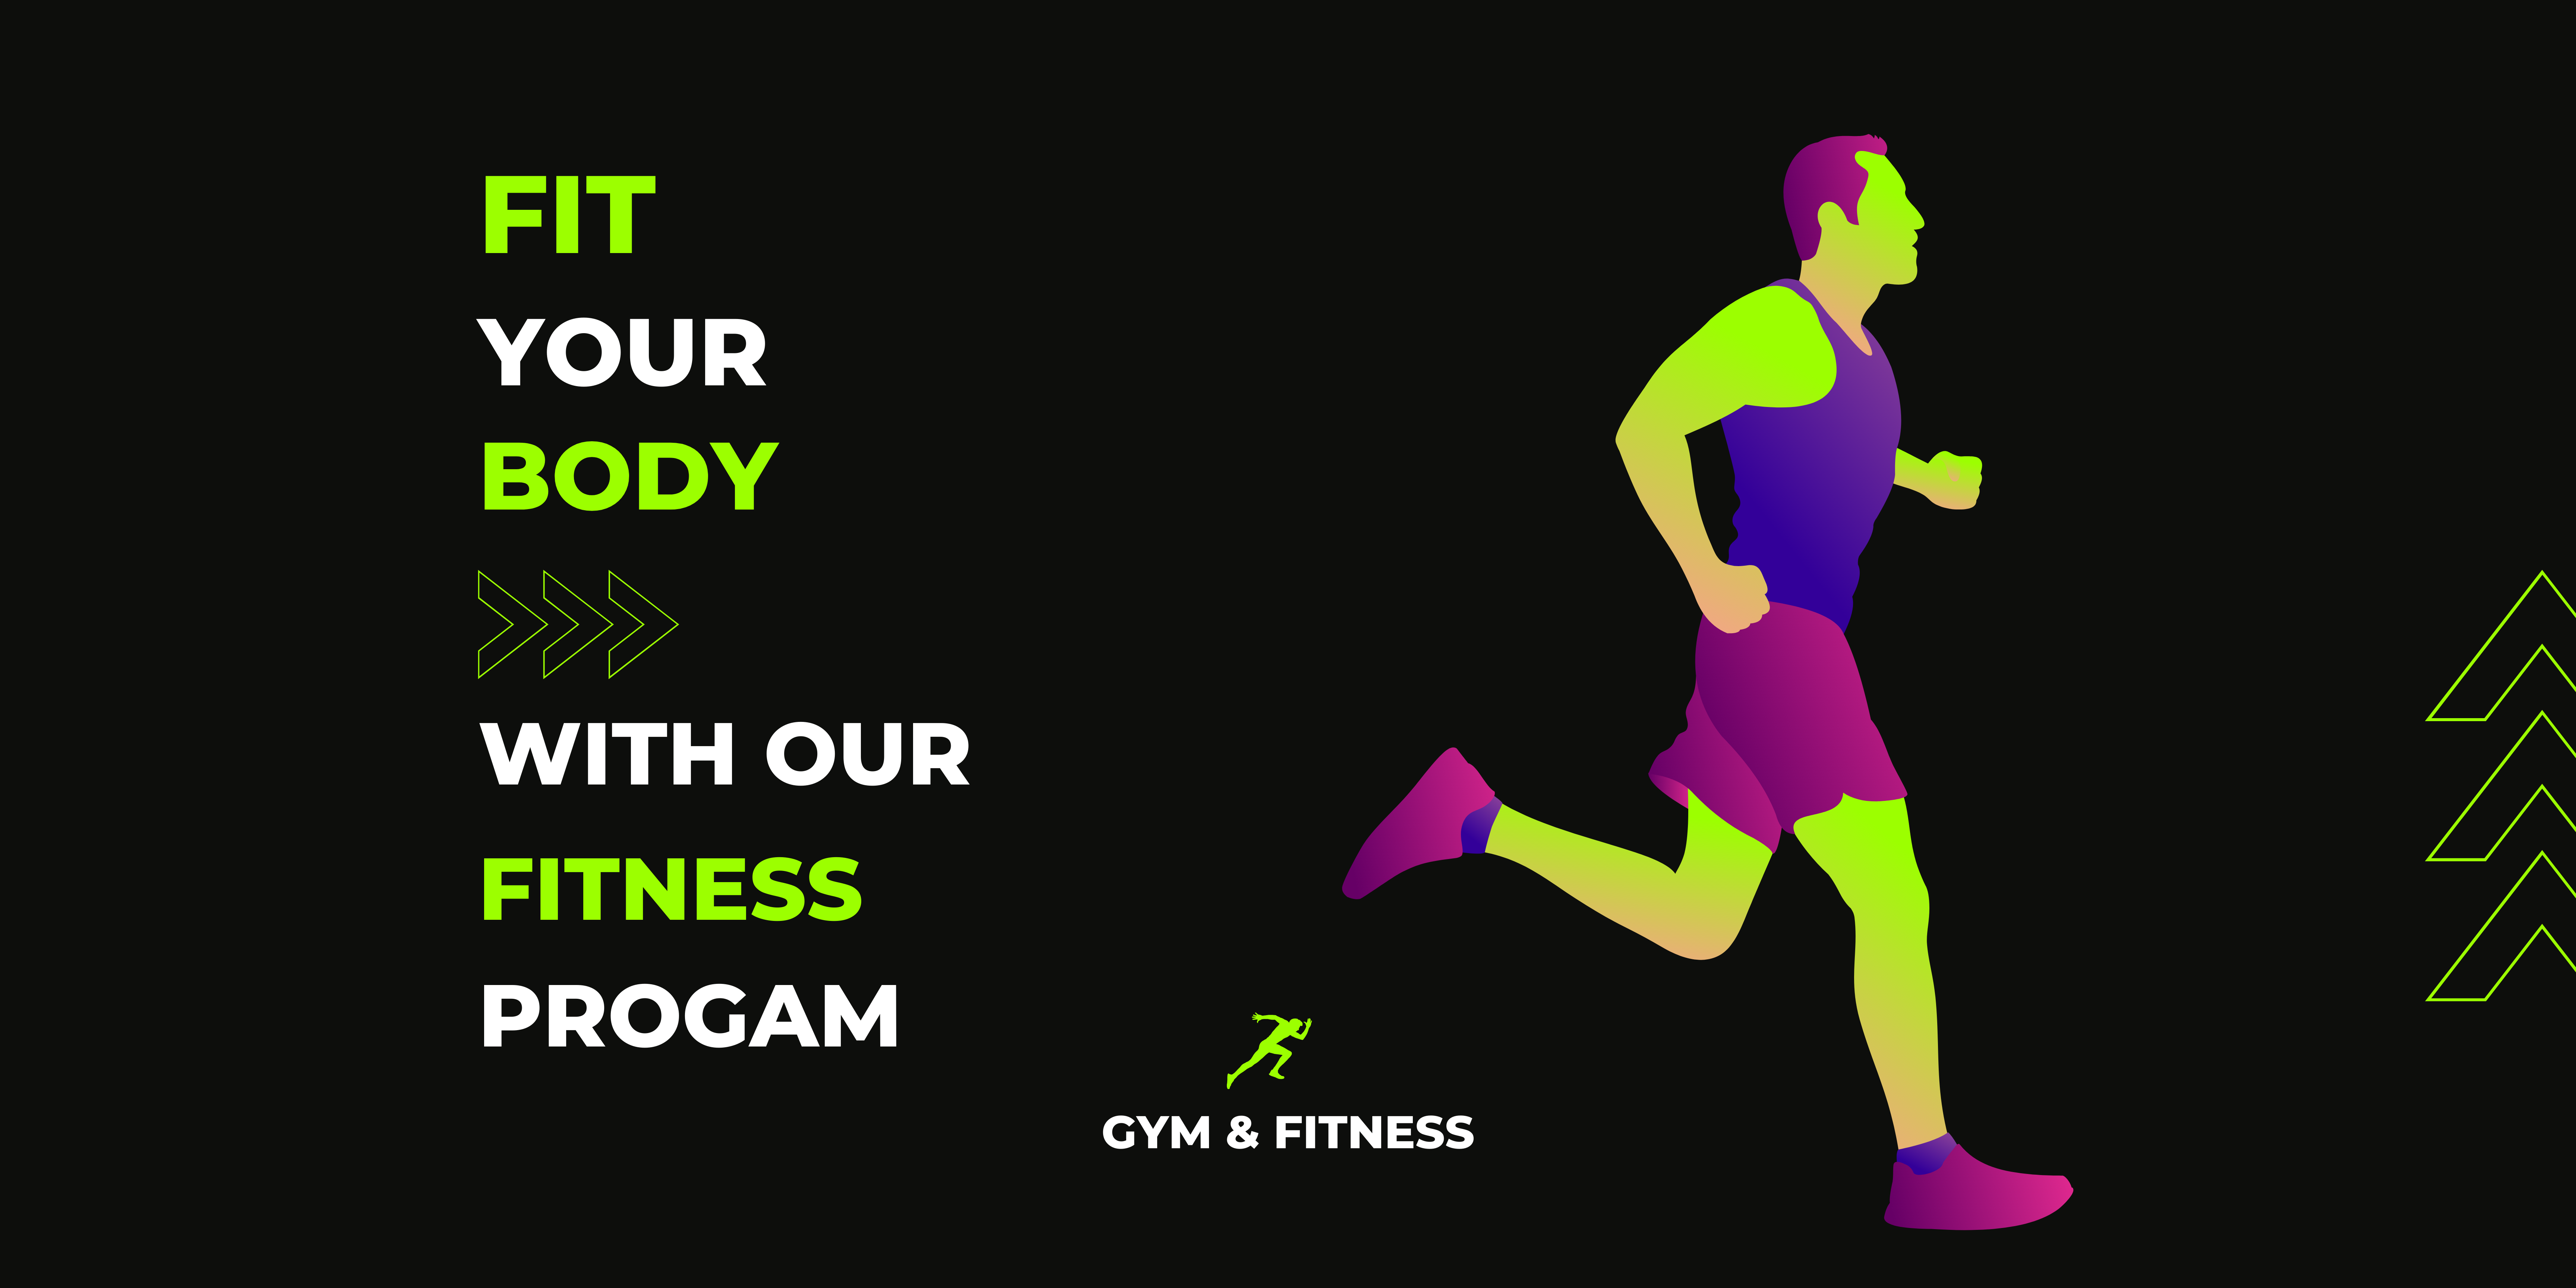 FIT
YOUR
BODY
WITH OUR
FITNESS
PROGAM
GYM & FITNESS